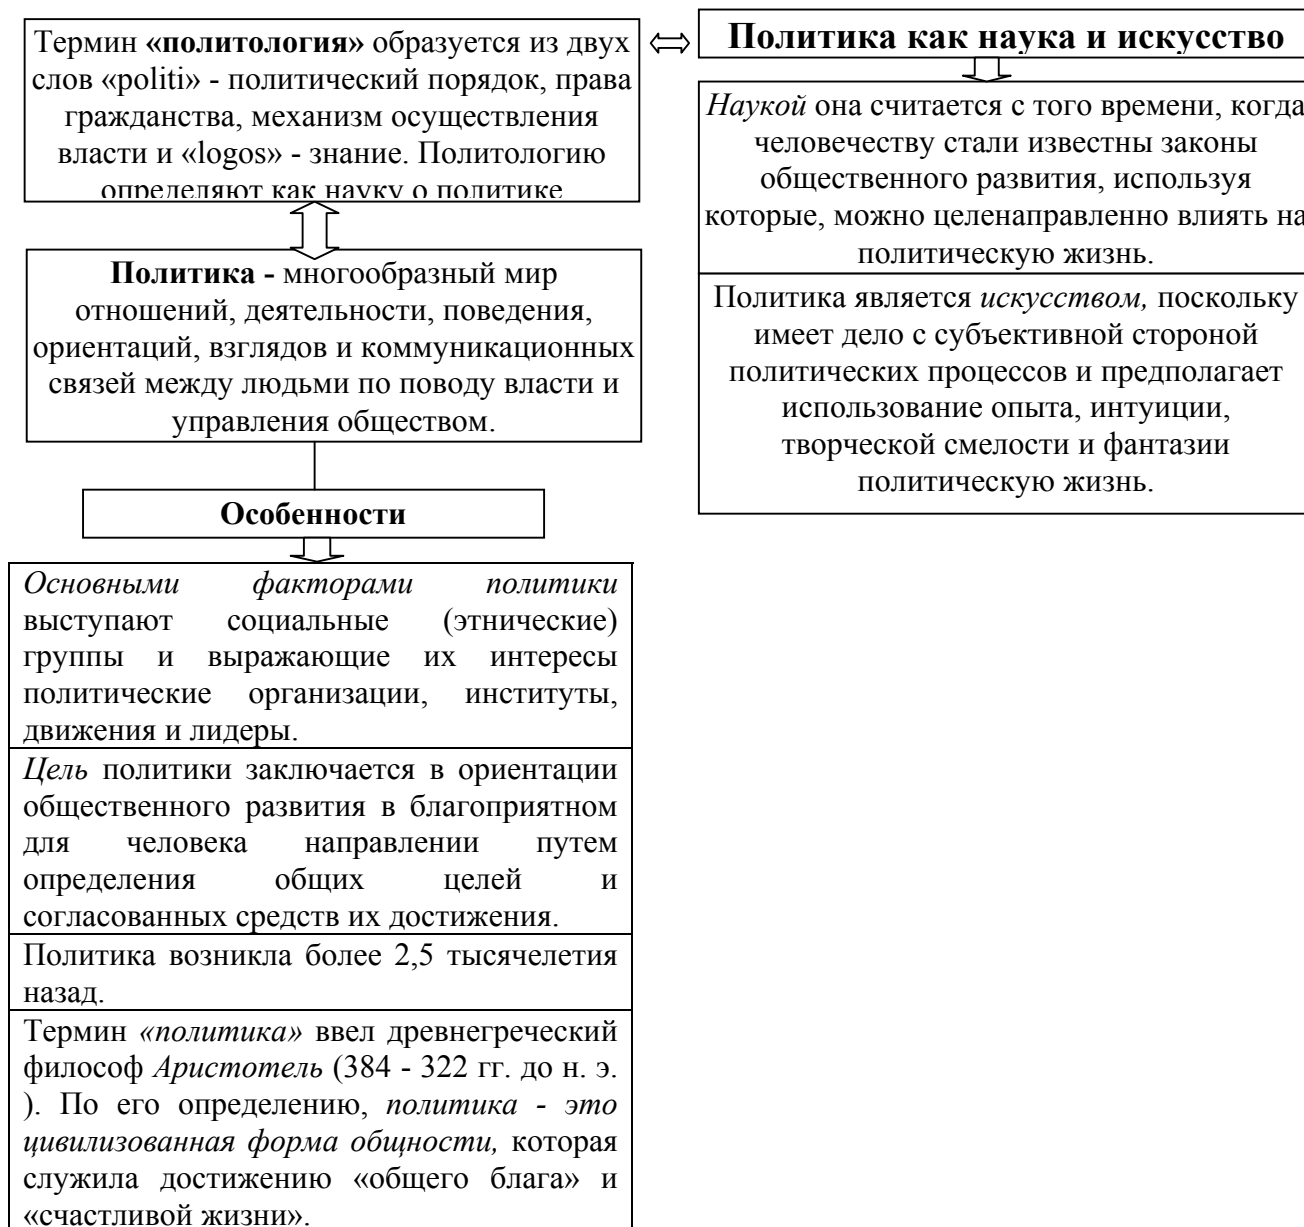 Термин «политология» образуется из двух
слов «politi» - политический порядок, права
гражданства, механизм осуществления
власти и «logos» - знание. Политологию
определяют как науку о политике
Политика - многообразный мир
отношений, деятельности, поведения,
ориентаций, взглядов и коммуникационных
связей между людьми по поводу власти и
управления обществом.
Особенности
Основными факторами политики
выступают социальные (этнические)
группы и выражающие их интересы
политические организации, институты,
движения и лидеры.
Цель политики заключается в ориентации
общественного развития в благоприятном
для человека направлении путем
определения общих целей и
согласованных средств их достижения.
Политика возникла более 2,5 тысячелетия
назад.
Термин «политика» ввел древнегреческий
философ Аристотель (384 - 322 гг. до н. э.
). По его определению, политика - это
цивилизованная форма общности, которая
служила достижению «общего блага» и
«счастливой жизни».
Политика как наука и искусство
Наукой она считается с того времени, когда
человечеству стали известны законы
общественного развития, используя
которые, можно целенаправленно влиять на
политическую жизнь.
Политика является искусством, поскольку
имеет дело с субъективной стороной
политических процессов и предполагает
использование опыта, интуиции,
творческой смелости и фантазии
политическую жизнь.